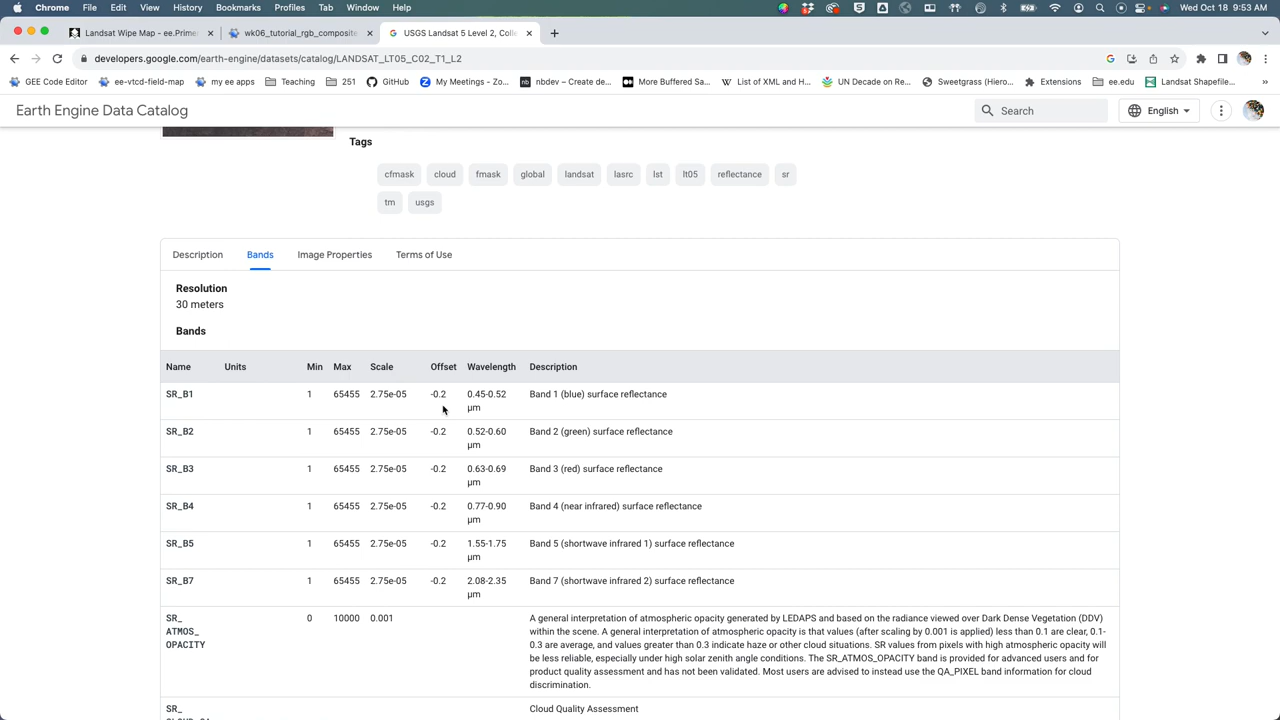 Chrome File Edit View History Bookmarks Profiles Tab Window Help Wed Jan 18 9:53 AM
Landsat Wipe Map - ee.Prime
wk06_tutorial_rgb_composite
USGS Landsat 5 Level 2, Colle
developers.google.com/earth-engine/datasets/catalog/LANDSAT_LT05_C02_T1_L2
GEE Code Editor ee-vtcd-field-map my ee apps Teaching 251 GitHub My Meetings - Zo... nbdev – Create de... More Buffered Sa... List of XML and H... UN Decade on Re... Sweetgrass (Hiero... Extensions ee.edu Landsat Shapefile...
Earth Engine Data Catalog Search English
Tags
cfmask cloud fmask global landsat lasrc lst lt05 reflectance sr
tm usgs
Description Bands Image Properties Terms of Use
Resolution
30 meters
Bands
Name Units Min Max Scale Offset Wavelength Description
SR_B1 1 65455 2.75e-05 -0.2 0.45-0.52 Band 1 (blue) surface reflectance
μm
SR_B2 1 65455 2.75e-05 -0.2 0.52-0.60 Band 2 (green) surface reflectance
μm
SR_B3 1 65455 2.75e-05 -0.2 0.63-0.69 Band 3 (red) surface reflectance
μm
SR_B4 1 65455 2.75e-05 -0.2 0.77-0.90 Band 4 (near infrared) surface reflectance
μm
SR_B5 1 65455 2.75e-05 -0.2 1.55-1.75 Band 5 (shortwave infrared 1) surface reflectance
μm
SR_B7 1 65455 2.75e-05 -0.2 2.08-2.35 Band 7 (shortwave infrared 2) surface reflectance
μm
SR_ 0 10000 0.001 A general interpretation of atmospheric opacity generated by LEDAPS and based on the radiance viewed over Dark Dense Vegetation (DDV)
ATMOS_ within the scene. A general interpretation of atmospheric opacity is that values (after scaling by 0.001 is applied) less than 0.1 are clear, 0.1-
OPACITY 0.3 are average, and values greater than 0.3 indicate haze or other cloud situations. SR values from pixels with high atmospheric opacity will
be less reliable, especially under high solar zenith angle conditions. The SR_ATMOS_OPACITY band is provided for advanced users and for
product quality assessment and has not been validated. Most users are advised to instead use the QA_PIXEL band information for cloud
discrimination.
SR_ Cloud Quality Assessment